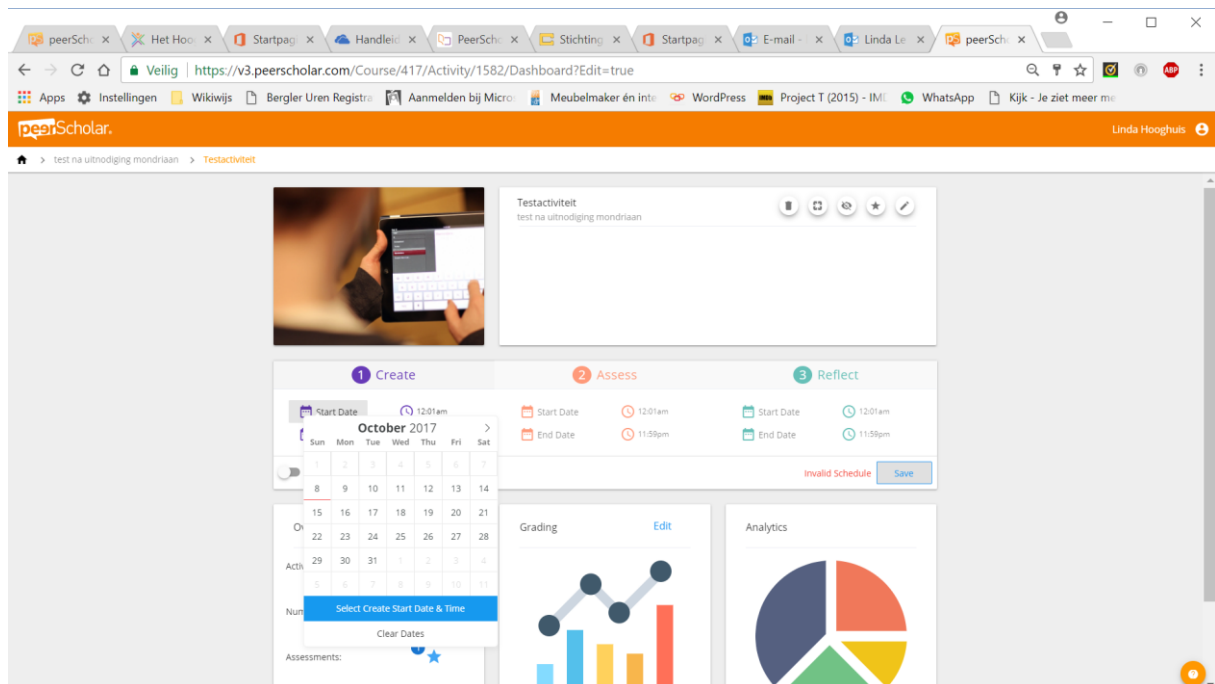 peerScho Het Hoo Startpag Handleid PeerScho Stichting Startpag E-mail - Linda Le peerScho
Veilig https://v3.peerscholar.com/Course/417/Activity/1582/Dashboard?Edit=true
Apps Instellingen Wikiwijs Bergler Uren Registra Aanmelden bij Micro Meubelmaker én inte WordPress Project T (2015) - IM WhatsApp Kijk - Je ziet meer me
peerScholar. Linda Hooghuis
> test na uitnodiging mondriaan > Testactiviteit
Testactiviteit
test na uitnodiging mondriaan
1 Create 2 Assess 3 Reflect
Start Date 12:01am Start Date 12:01am Start Date 12:01am
End Date 11:59pm End Date 11:59pm
October 2017 >
Sun Mon Tue Wed Thu Fri Sat
1 2 3 4 5 6 7
8 9 10 11 12 13 14
15 16 17 18 19 20 21
22 23 24 25 26 27 28
29 30 31 1 2 3 4
5 6 7 8 9 10 11
Select Create Start Date & Time
Clear Dates
Invalid Schedule Save
Ov
Activ
Num
Assessments:
Grading Edit
Analytics